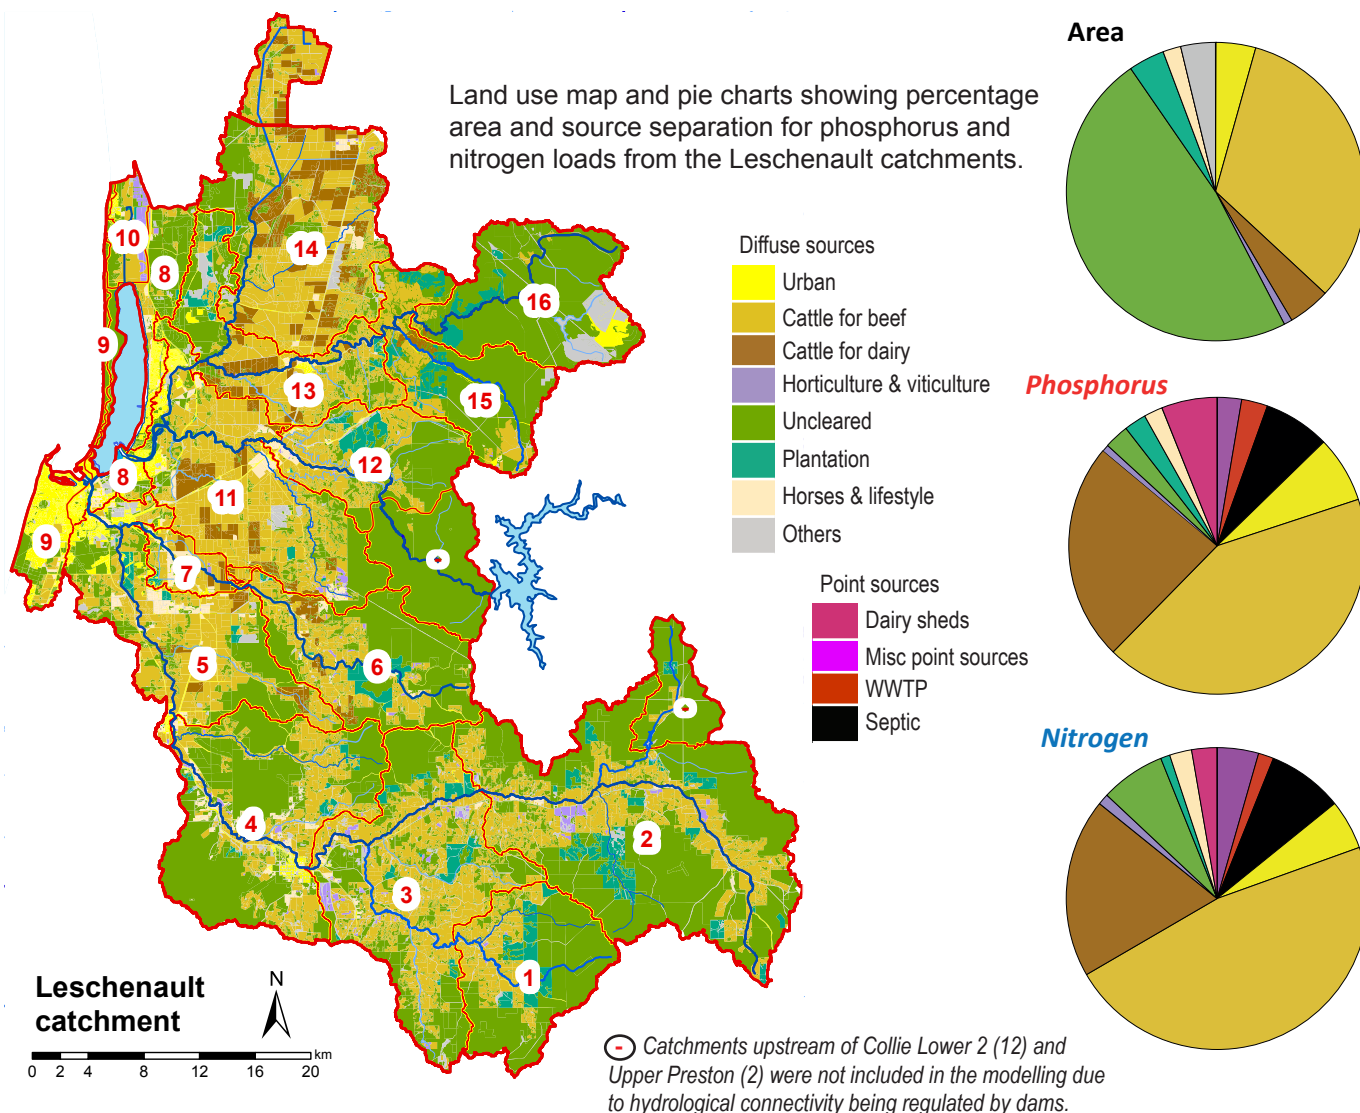 Area
Land use map and pie charts showing percentage
area and source separation for phosphorus and
nitrogen loads from the Leschenault catchments.
Diffuse sources
Urban
Cattle for beef
Cattle for dairy
Horticulture & viticulture
Uncleared
Plantation
Horses & lifestyle
Others
Point sources
Dairy sheds
Misc point sources
WWTP
Septic
Phosphorus
Nitrogen
10
8
14
16
9
13
15
12
8
11
9
7
5
6
4
2
3
1
Leschenault
catchment
N
km
0 2 4 8 12 16 20
- Catchments upstream of Collie Lower 2 (12) and
Upper Preston (2) were not included in the modelling due
to hydrological connectivity being regulated by dams.